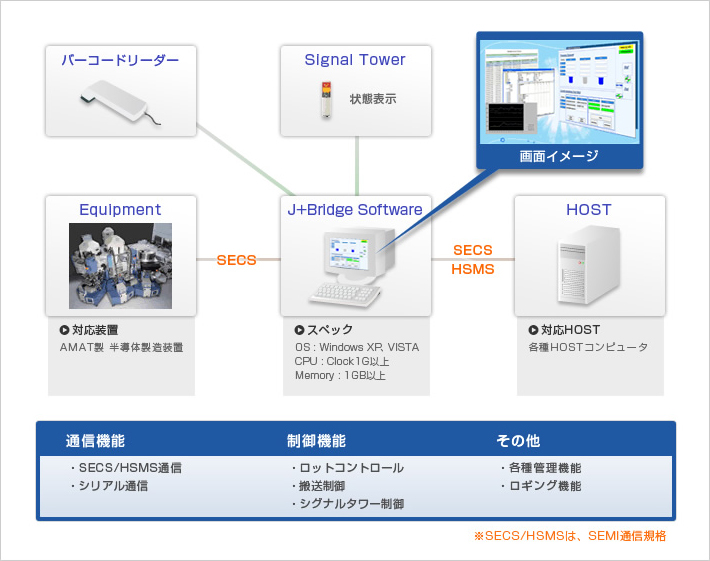 バーコードリーダー
Signal Tower
状態表示
画面イメージ
Equipment
J+Bridge Software
HOST
SECS
SECS
HSMS
対応装置
AMAT製 半導体製造装置
スペック
OS : Windows XP, VISTA
CPU : Clock1G以上
Memory : 1GB以上
対応HOST
各種HOSTコンピュータ
通信機能
・SECS/HSMS通信
・シリアル通信
制御機能
・ロットコントロール
・搬送制御
・シグナルタワー制御
その他
・各種管理機能
・ロギング機能
※SECS/HSMSは、SEMI通信規格